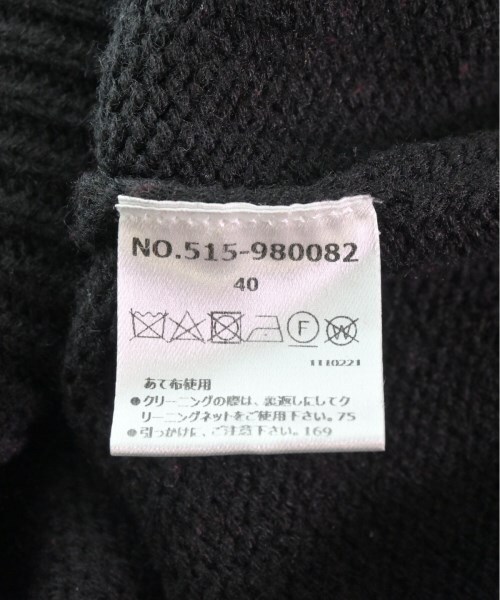 NO.515-980082
40
F W
1110221
あて布使用
●クリーニングの際は、裏返しにしてク
リーニングネットをご使用下さい。75
●引っかけに、ご注意下さい。169